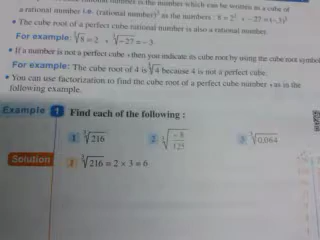 rational number is the number which can be written as a cube of
a rational number i.e. (rational number)³ as the numbers : 8 = 2³ , -27 = (-3)³
• The cube root of a perfect cube rational number is also a rational number.
For example: ∛8 = 2 , ∛-27 = -3
• If a number is not a perfect cube , then you indicate its cube root by using the cube root symbol
For example: The cube root of 4 is ∛4 because 4 is not a perfect cube.
• You can use factorization to find the cube root of a perfect cube number , as in the
following example.
Example 1 Find each of the following :
1 ∛216 2 ∛(-8/125) 3 ∛0.064
Solution
1 ∛216 = 2 × 3 = 6